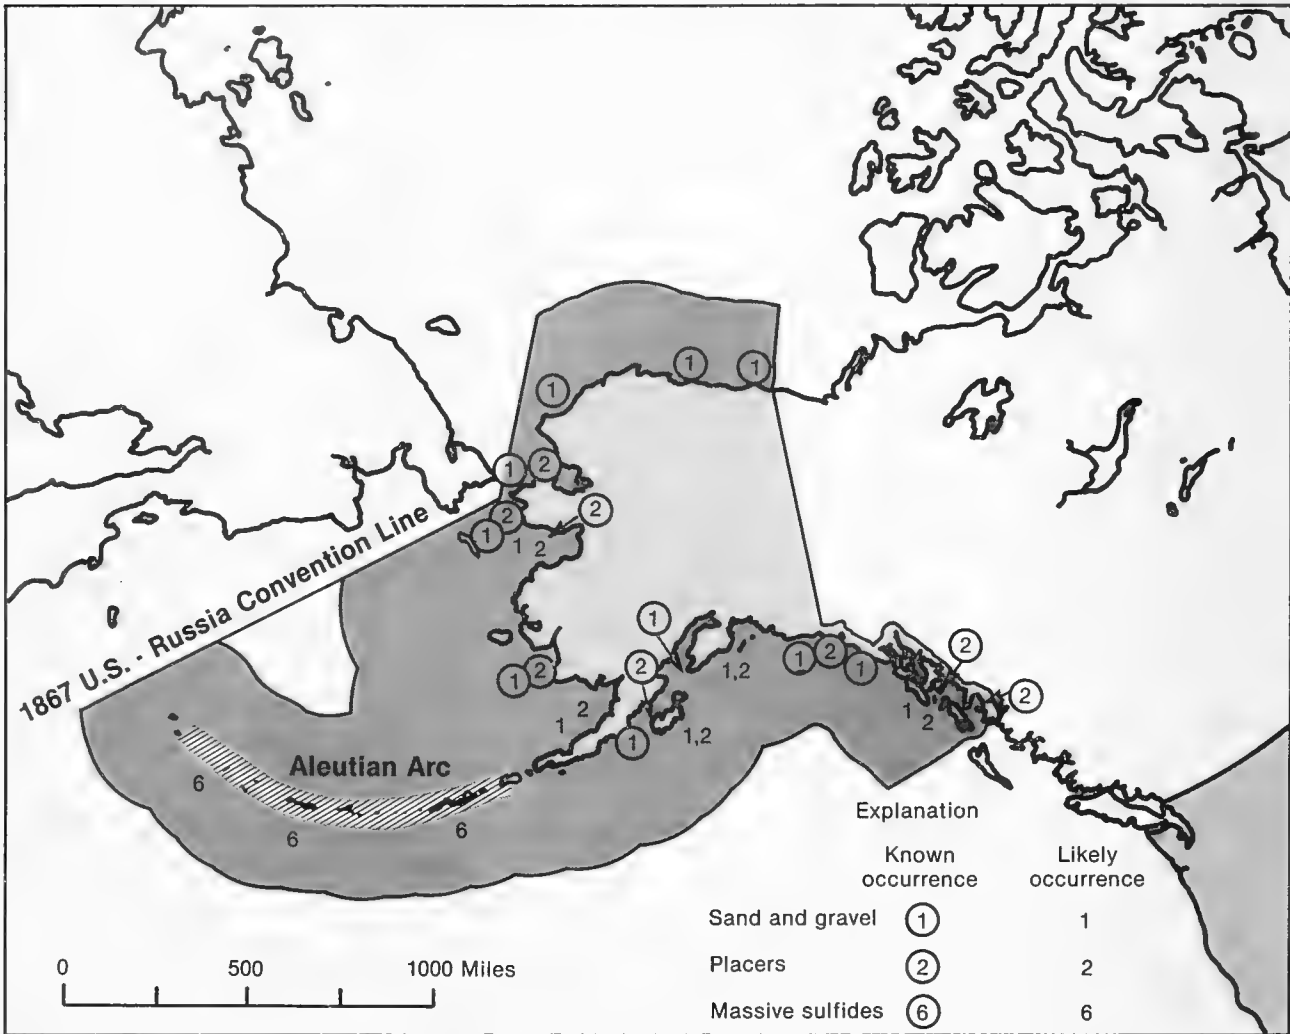 1 1 1
1 2
2 2
1
1 2
1867 U.S. - Russia Convention Line
1 2
1 2 1 2
1,2
2 2
1 2
1 2
1 2
1 1,2
Aleutian Arc
6
6 6
Explanation
Known occurrence
Likely occurrence
Sand and gravel 1 1
Placers 2 2
Massive sulfides 6 6
0 500 1000 Miles